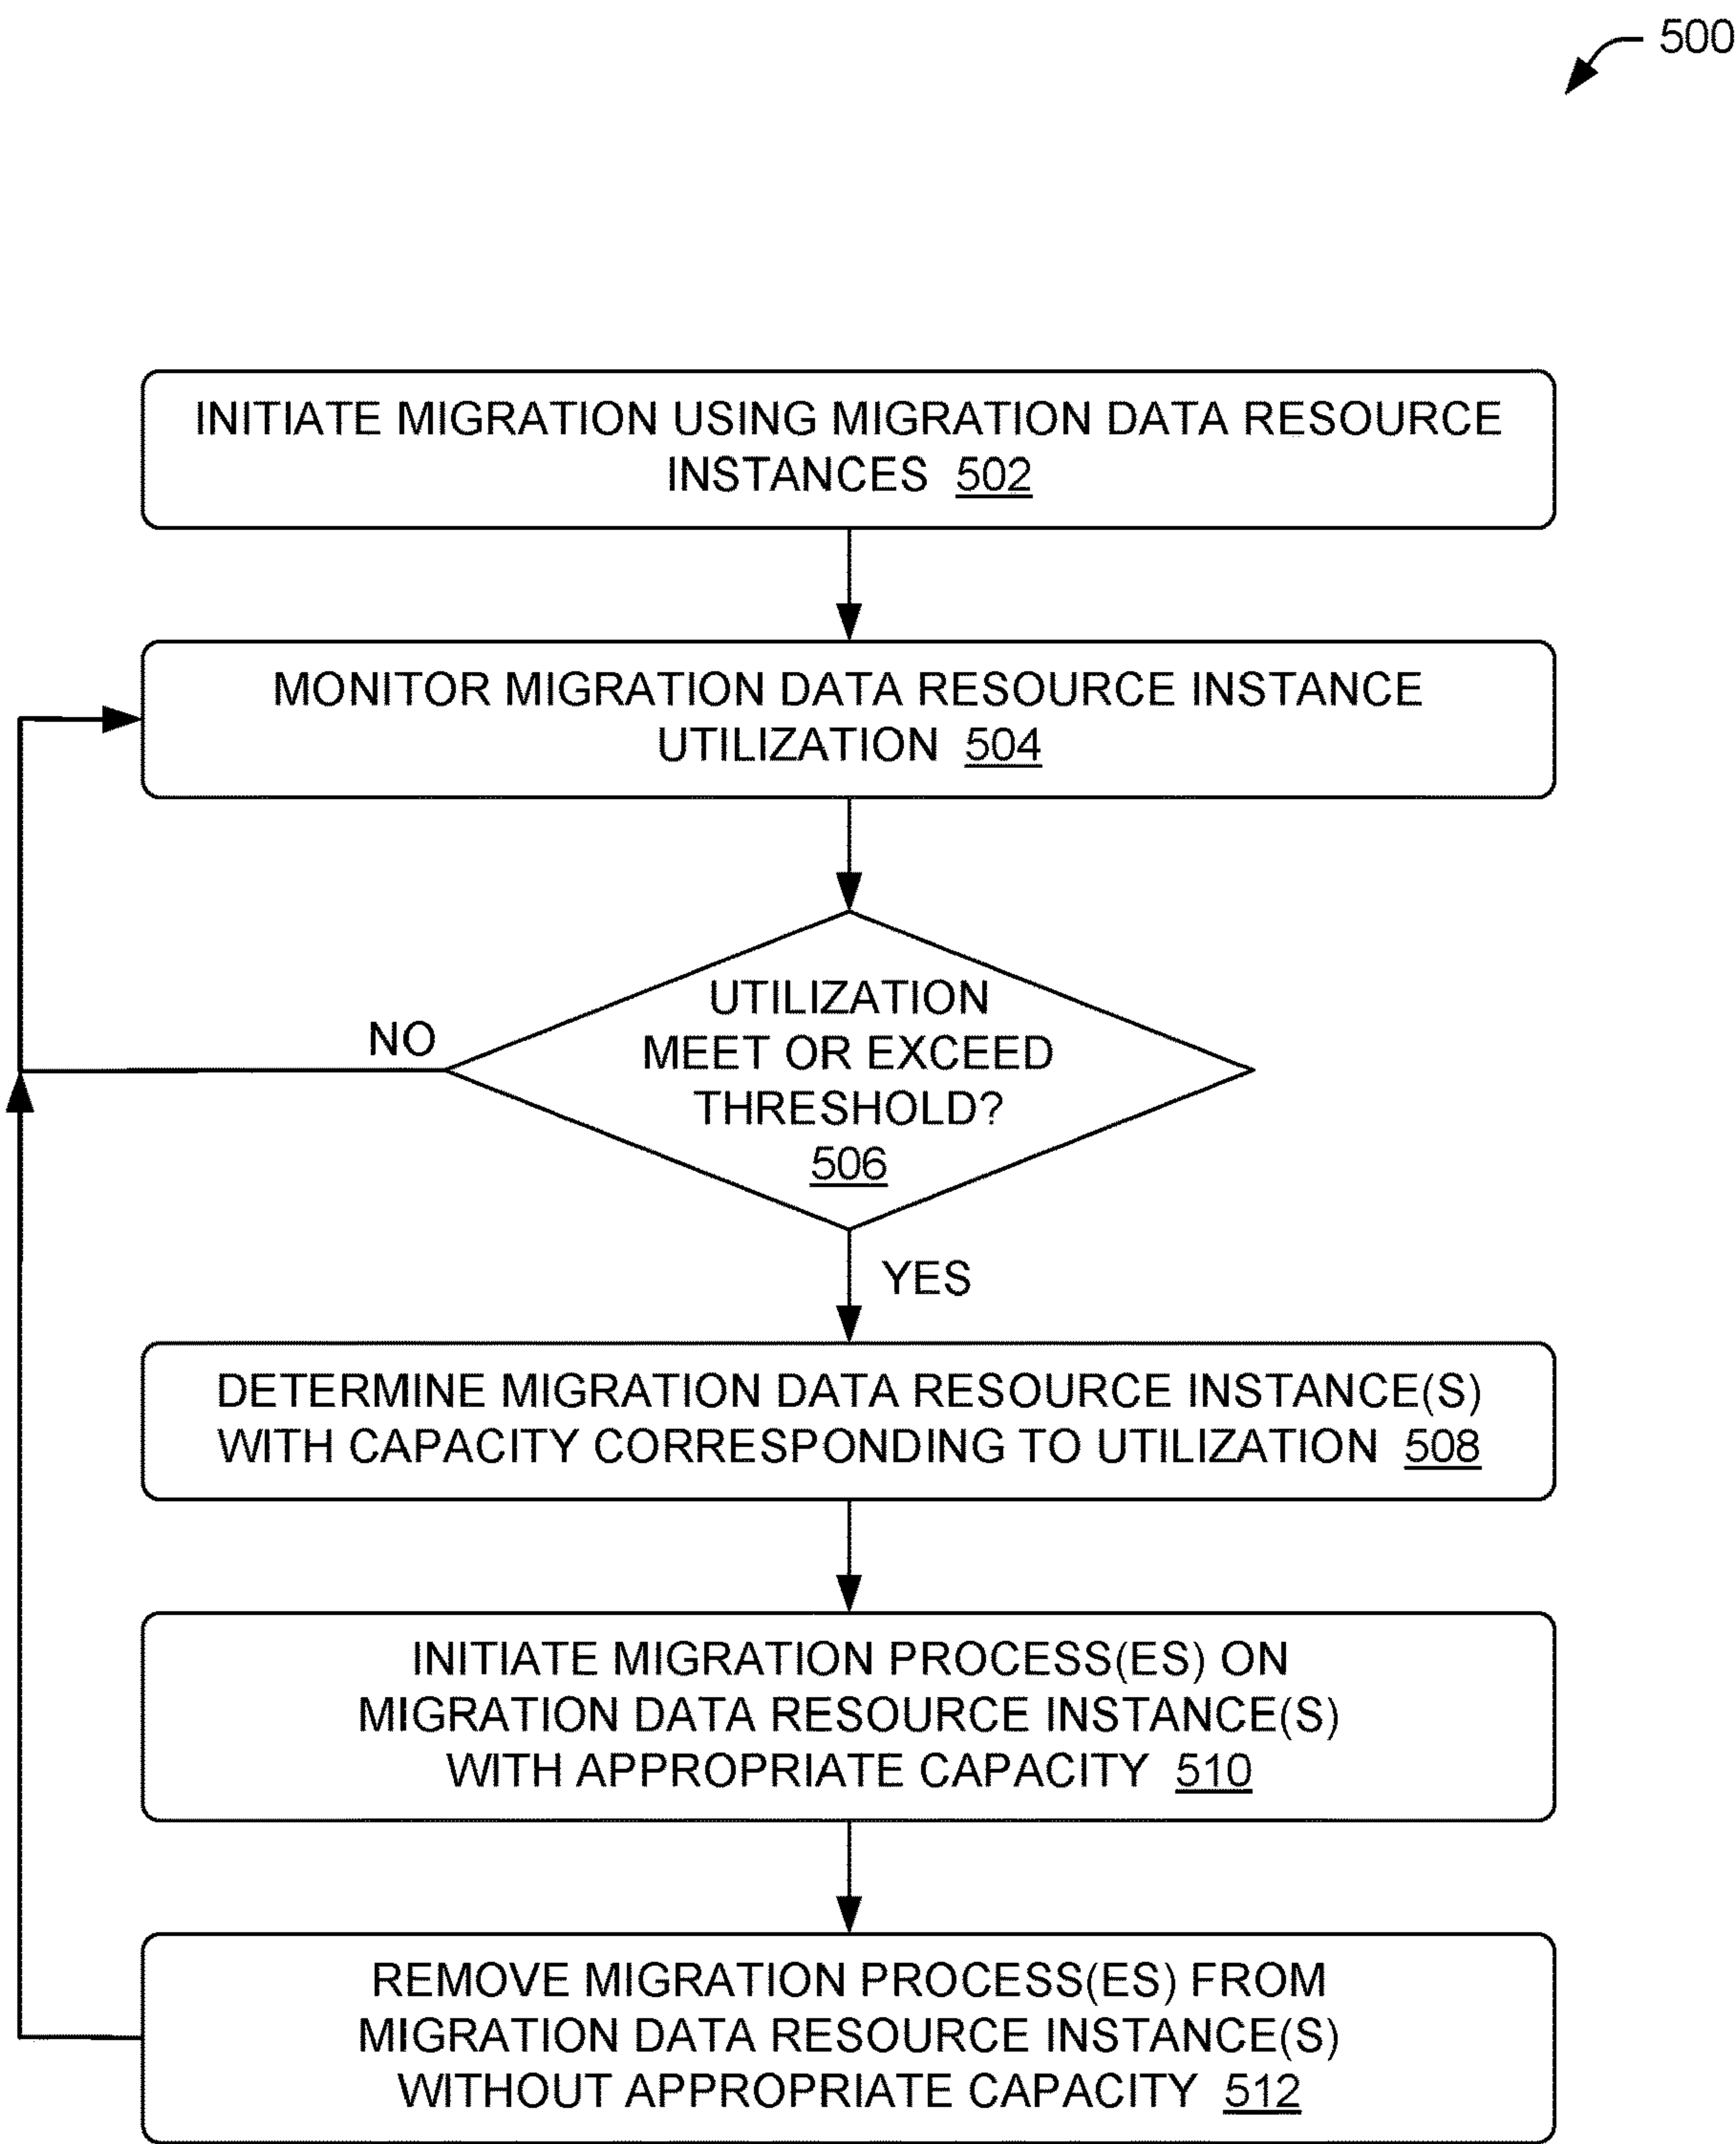 500
INITIATE MIGRATION USING MIGRATION DATA RESOURCE
INSTANCES 502
MONITOR MIGRATION DATA RESOURCE INSTANCE
UTILIZATION 504
UTILIZATION
MEET OR EXCEED
THRESHOLD?
506
NO
YES
DETERMINE MIGRATION DATA RESOURCE INSTANCE(S)
WITH CAPACITY CORRESPONDING TO UTILIZATION 508
INITIATE MIGRATION PROCESS(ES) ON
MIGRATION DATA RESOURCE INSTANCE(S)
WITH APPROPRIATE CAPACITY 510
REMOVE MIGRATION PROCESS(ES) FROM
MIGRATION DATA RESOURCE INSTANCE(S)
WITHOUT APPROPRIATE CAPACITY 512